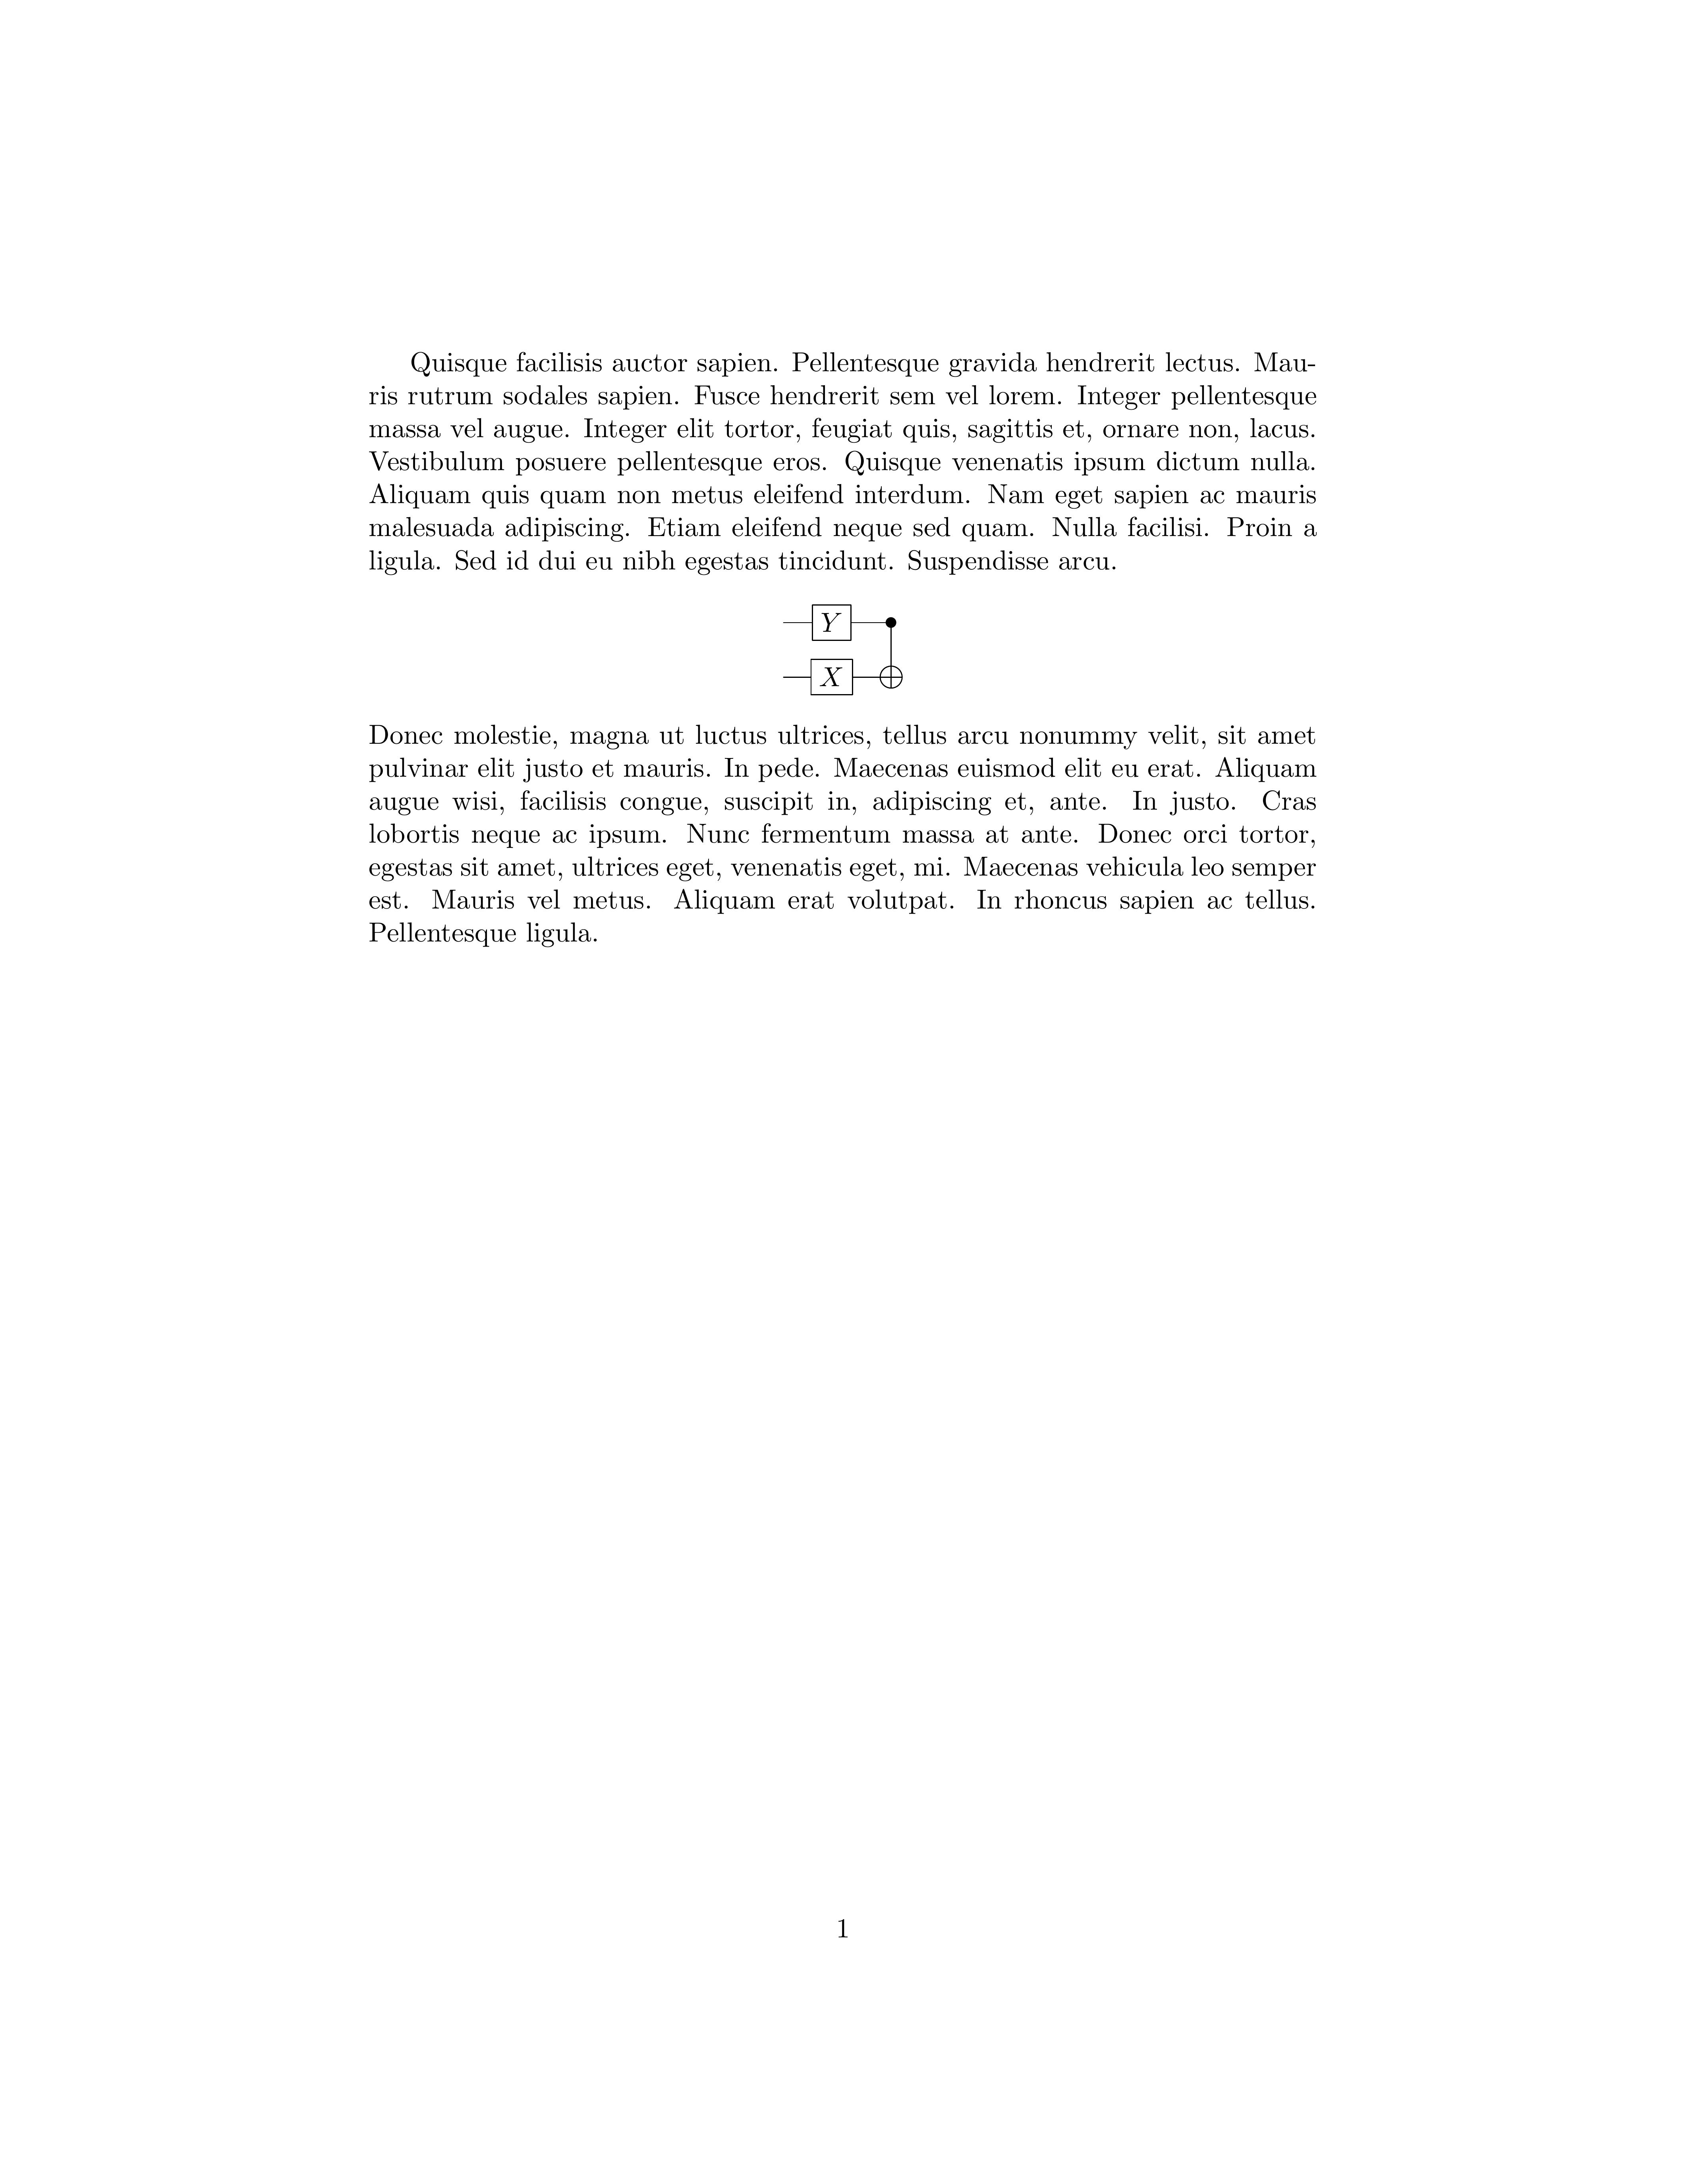 Quisque facilisis auctor sapien. Pellentesque gravida hendrerit lectus. Mau-
ris rutrum sodales sapien. Fusce hendrerit sem vel lorem. Integer pellentesque
massa vel augue. Integer elit tortor, feugiat quis, sagittis et, ornare non, lacus.
Vestibulum posuere pellentesque eros. Quisque venenatis ipsum dictum nulla.
Aliquam quis quam non metus eleifend interdum. Nam eget sapien ac mauris
malesuada adipiscing. Etiam eleifend neque sed quam. Nulla facilisi. Proin a
ligula. Sed id dui eu nibh egestas tincidunt. Suspendisse arcu.
Y
X
Donec molestie, magna ut luctus ultrices, tellus arcu nonummy velit, sit amet
pulvinar elit justo et mauris. In pede. Maecenas euismod elit eu erat. Aliquam
augue wisi, facilisis congue, suscipit in, adipiscing et, ante. In justo. Cras
lobortis neque ac ipsum. Nunc fermentum massa at ante. Donec orci tortor,
egestas sit amet, ultrices eget, venenatis eget, mi. Maecenas vehicula leo semper
est. Mauris vel metus. Aliquam erat volutpat. In rhoncus sapien ac tellus.
Pellentesque ligula.
1